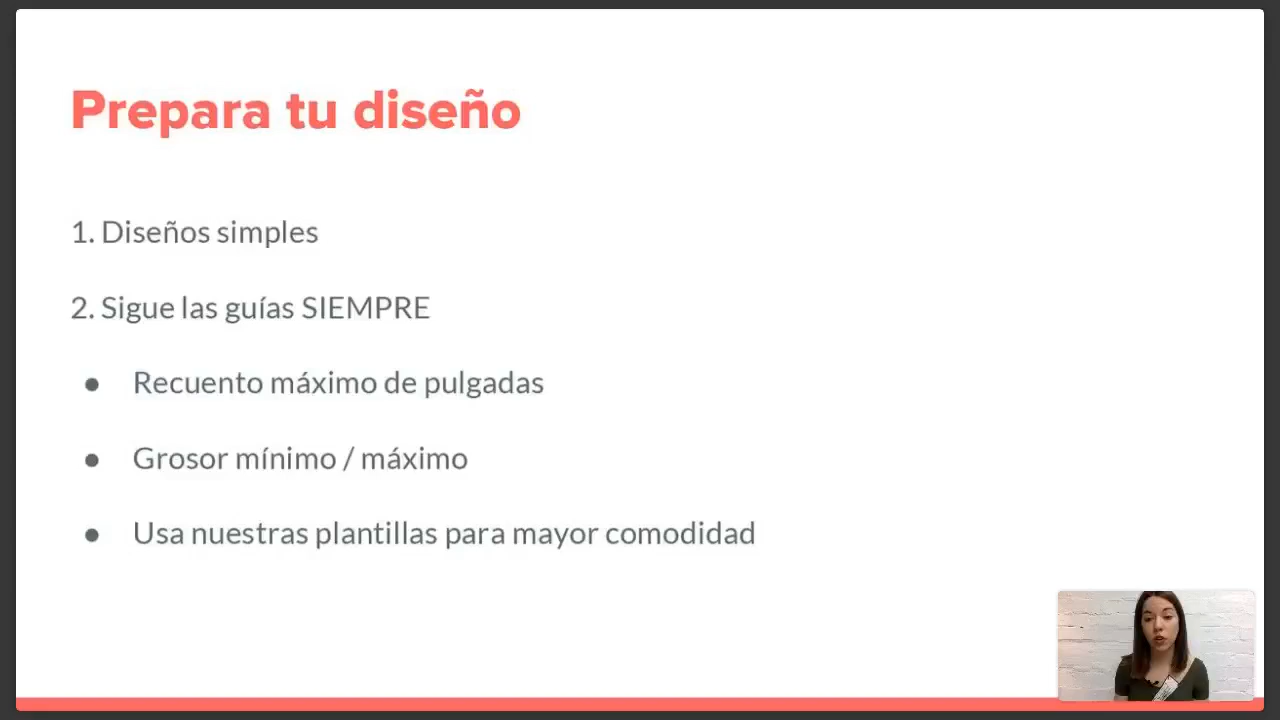 Prepara tu diseño
1. Diseños simples
2. Sigue las guías SIEMPRE
● Recuento máximo de pulgadas
● Grosor mínimo / máximo
● Usa nuestras plantillas para mayor comodidad